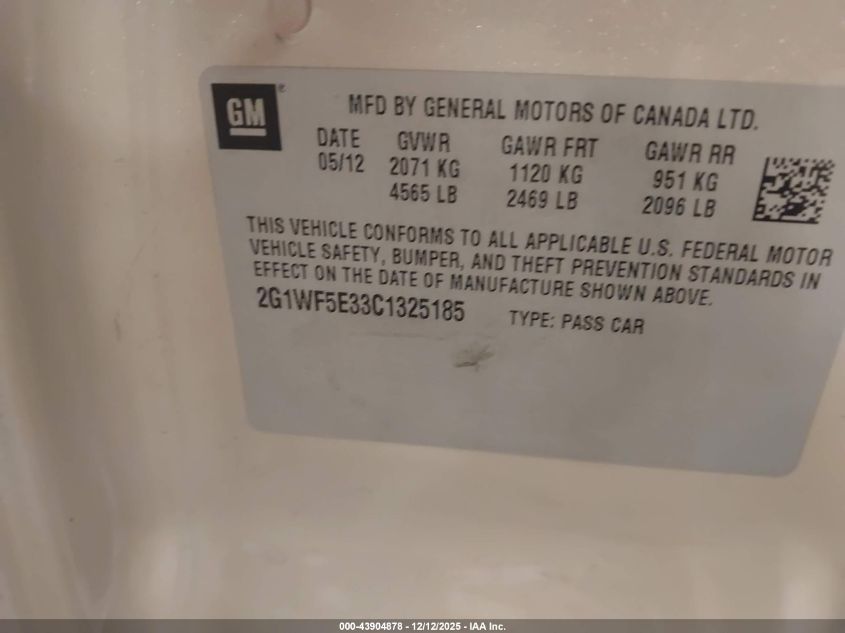 GM®
MFD BY GENERAL MOTORS OF CANADA LTD.
DATE GVWR GAWR FRT GAWR RR
05/12 2071 KG 1120 KG 951 KG
4565 LB 2469 LB 2096 LB
THIS VEHICLE CONFORMS TO ALL APPLICABLE U.S. FEDERAL MOTOR
VEHICLE SAFETY, BUMPER, AND THEFT PREVENTION STANDARDS IN
EFFECT ON THE DATE OF MANUFACTURE SHOWN ABOVE.
2G1WF5E33C1325185 TYPE: PASS CAR
000-43904878 - 12/12/2025 - IAA Inc.